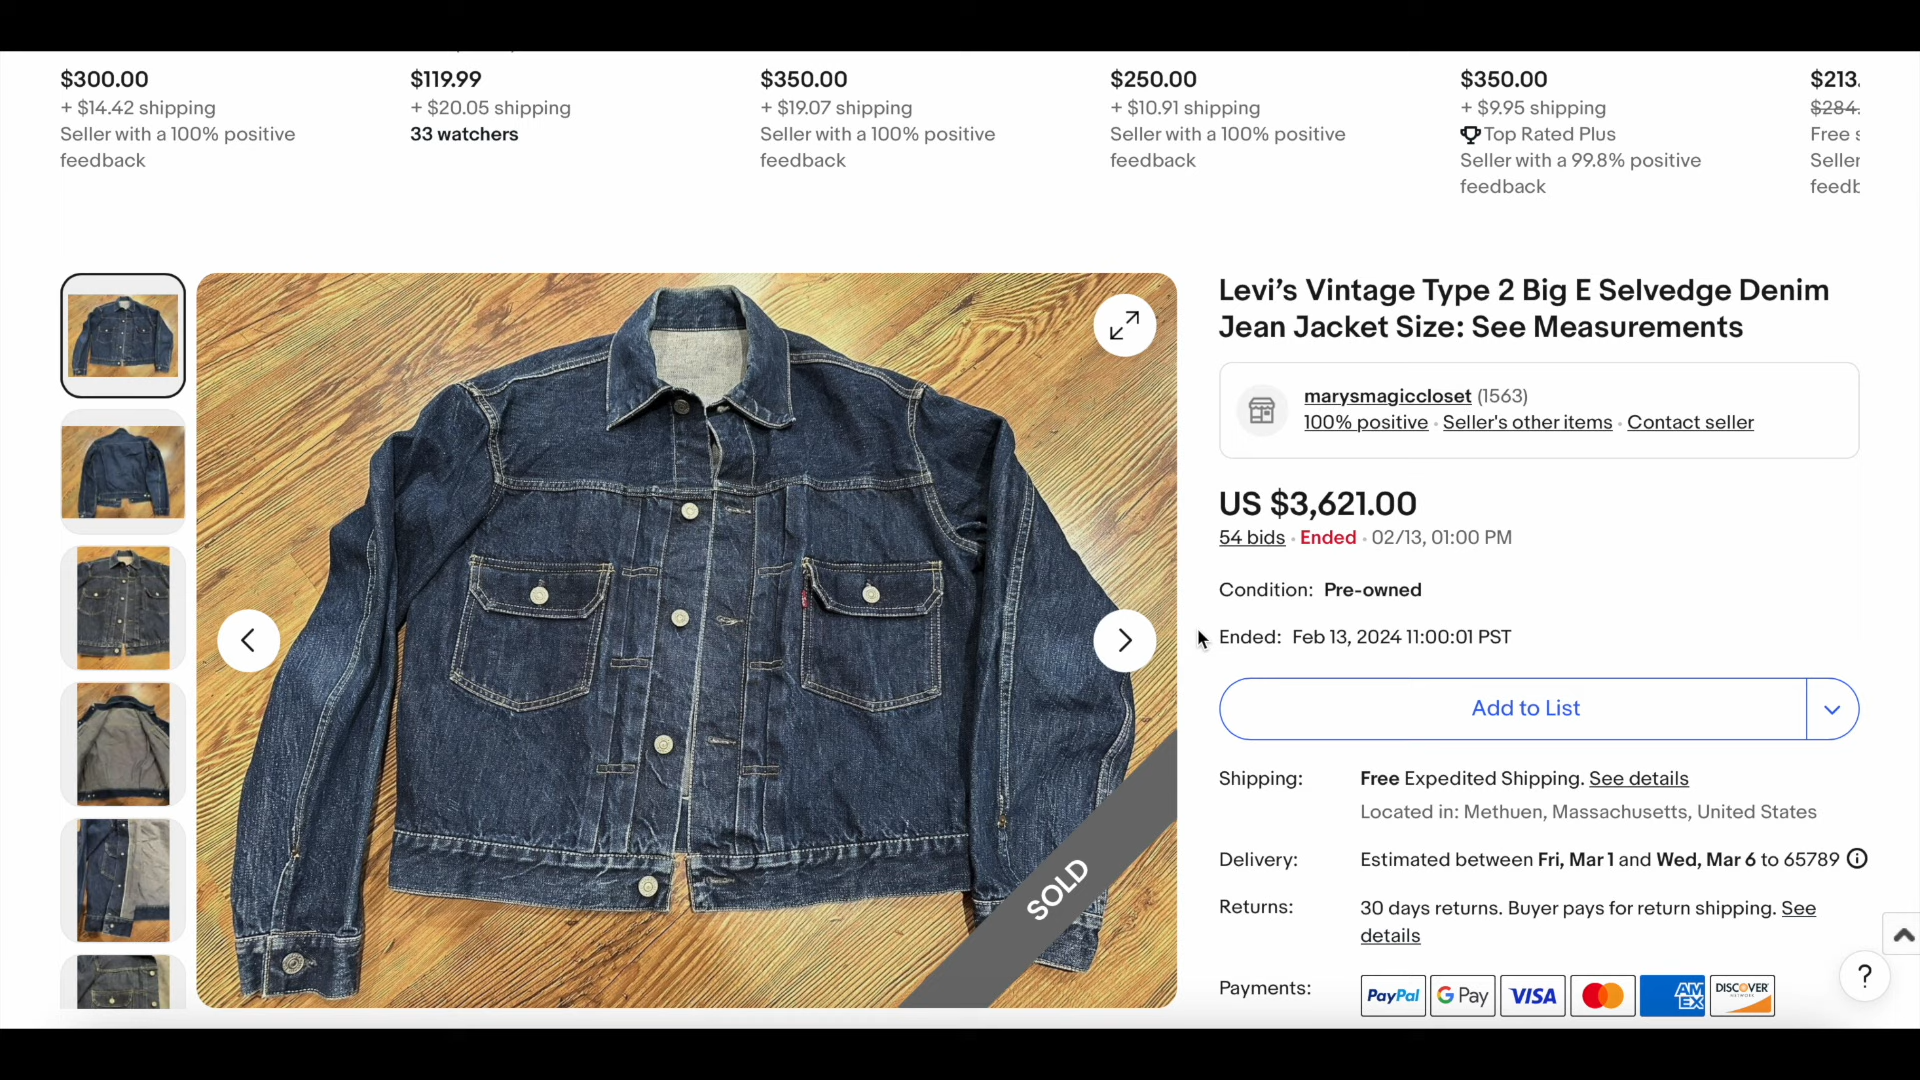 $300.00
+ $14.42 shipping
Seller with a 100% positive
feedback
$119.99
+ $20.05 shipping
33 watchers
$350.00
+ $19.07 shipping
Seller with a 100% positive
feedback
$250.00
+ $10.91 shipping
Seller with a 100% positive
feedback
$350.00
+ $9.95 shipping
Top Rated Plus
Seller with a 99.8% positive
feedback
$213.
$284.
Free
Seller
Levi's Vintage Type 2 Big E Selvedge Denim
Jean Jacket Size: See Measurements
marysmagiccloset (1563)
100% positive · Seller's other items · Contact seller
US $3,621.00
54 bids · Ended · 02/13, 01:00 PM
Condition: Pre-owned
Ended: Feb 13, 2024 11:00:01 PST
Add to List
Shipping: Free Expedited Shipping. See details
Located in: Methuen, Massachusetts, United States
Delivery: Estimated between Fri, Mar 1 and Wed, Mar 6 to 65789
Returns: 30 days returns. Buyer pays for return shipping. See
details
Payments: PayPal G Pay VISA AMEX DISCOVER
SOLD
?